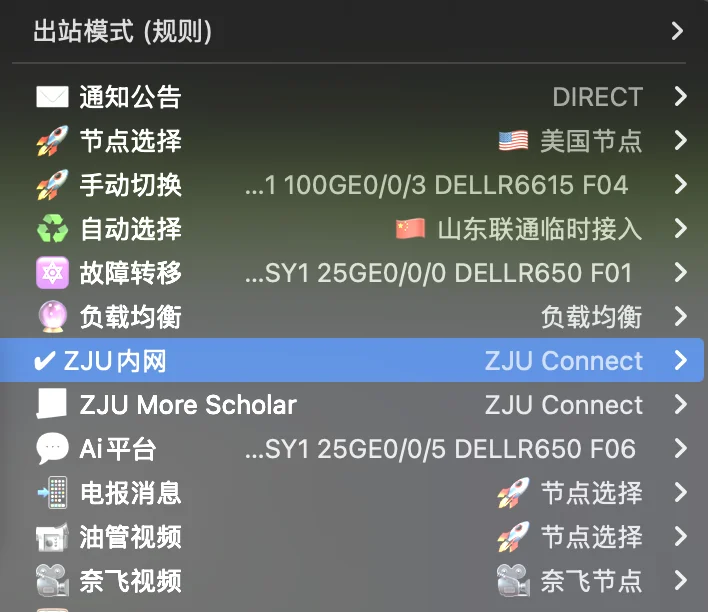 出站模式 (规则)
通知公告 DIRECT
节点选择 美国节点
手动切换 ...1 100GE0/0/3 DELLR6615 F04
自动选择 山东联通临时接入
故障转移 ...SY1 25GE0/0/0 DELLR650 F01
负载均衡 负载均衡
ZJU内网 ZJU Connect
ZJU More Scholar ZJU Connect
Ai平台 ...SY1 25GE0/0/5 DELLR650 F06
电报消息 节点选择
油管视频 节点选择
奈飞视频 奈飞节点